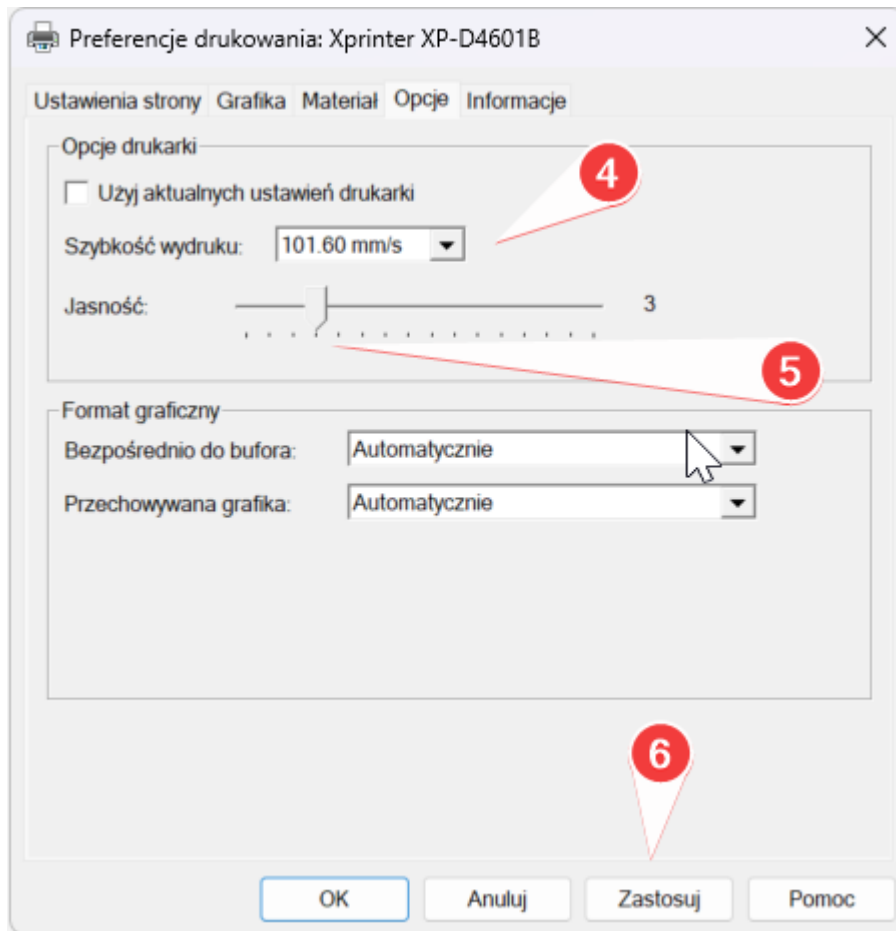 Preferencje drukowania: Xprinter XP-D4601B
Ustawienia strony Grafika Materiał Opcje Informacje
Opcje drukarki
4
Użyj aktualnych ustawień drukarki
Szybkość wydruku: 101.60 mm/s
Jasność: 3
5
Format graficzny
Bezpośrednio do bufora: Automatycznie
Przechowywana grafika: Automatycznie
6
OK Anuluj Zastosuj Pomoc